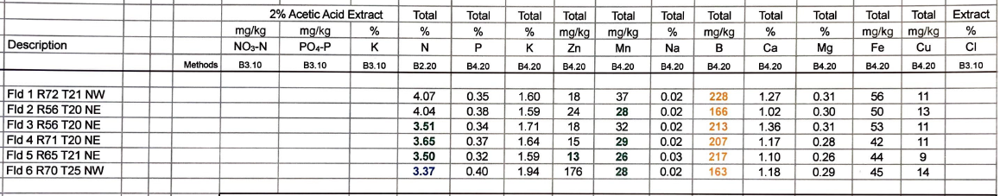 2% Acetic Acid Extract Total Total Total Total Total Total Total Total Total Total Total Extract
mg/kg mg/kg % % % % mg/kg mg/kg % mg/kg % % mg/kg mg/kg %
Description NO3-N PO4-P K N P K Zn Mn Na B Ca Mg Fe Cu Cl
Methods B3.10 B3.10 B3.10 B2.20 B4.20 B4.20 B4.20 B4.20 B4.20 B4.20 B4.20 B4.20 B4.20 B4.20 B3.10
Fld 1 R72 T21 NW 4.07 0.35 1.60 18 37 0.02 228 1.27 0.31 56 11
Fld 2 R56 T20 NE 4.04 0.38 1.59 24 28 0.02 166 1.02 0.30 50 13
Fld 3 R56 T20 NE 3.51 0.34 1.71 18 32 0.02 213 1.36 0.31 53 11
Fld 4 R71 T20 NE 3.65 0.37 1.64 15 29 0.02 207 1.17 0.28 42 11
Fld 5 R65 T21 NE 3.50 0.32 1.59 13 26 0.03 217 1.10 0.26 44 9
Fld 6 R70 T25 NW 3.37 0.40 1.94 176 28 0.02 163 1.18 0.29 45 14